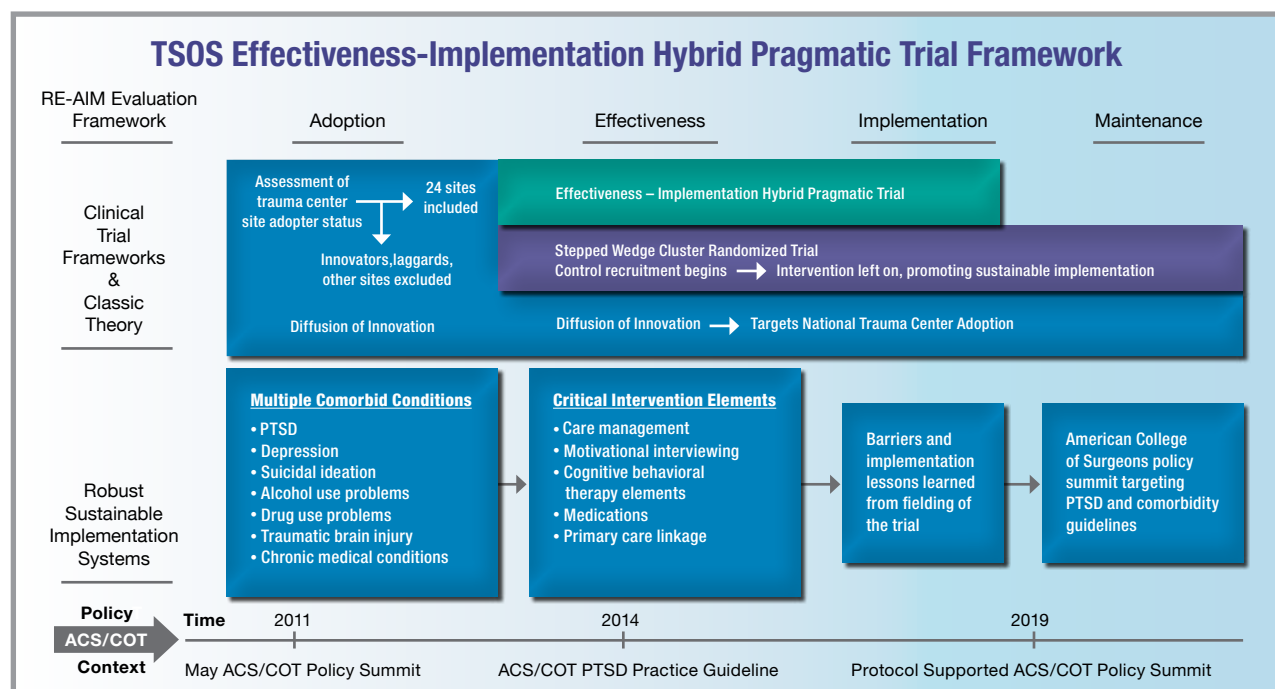 TSOS Effectiveness-Implementation Hybrid Pragmatic Trial Framework
RE-AIM Evaluation
Framework
Adoption
Effectiveness
Implementation
Maintenance
Clinical
Trial
Frameworks
&
Classic
Theory
Assessment of
trauma center
site adopter status
24 sites
included
Innovators,laggards,
other sites excluded
Diffusion of Innovation
Effectiveness – Implementation Hybrid Pragmatic Trial
Stepped Wedge Cluster Randomized Trial
Control recruitment begins → Intervention left on, promoting sustainable implementation
Diffusion of Innovation → Targets National Trauma Center Adoption
Robust
Sustainable
Implementation
Systems
Multiple Comorbid Conditions
• PTSD
• Depression
• Suicidal ideation
• Alcohol use problems
• Drug use problems
• Traumatic brain injury
• Chronic medical conditions
Critical Intervention Elements
• Care management
• Motivational interviewing
• Cognitive behavioral
therapy elements
• Medications
• Primary care linkage
Barriers and
implementation
lessons learned
from fielding of
the trial
American College
of Surgeons policy
summit targeting
PTSD and comorbidity
guidelines
Policy
ACS/COT
Context
Time
2011
2014
2019
May ACS/COT Policy Summit
ACS/COT PTSD Practice Guideline
Protocol Supported ACS/COT Policy Summit